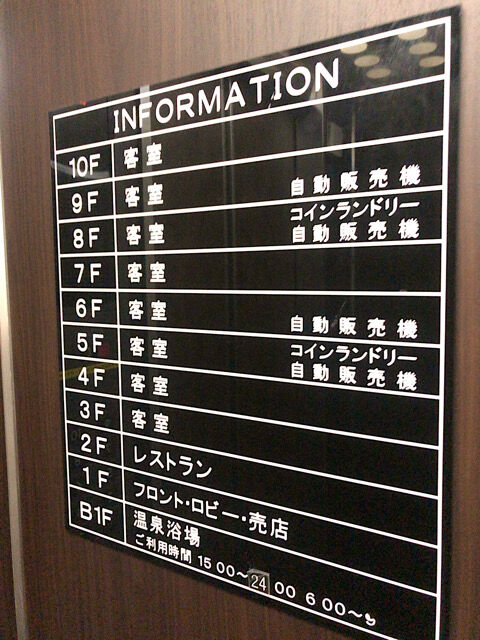 INFORMATION
10F 客室
9F 客室 自動販売機
8F 客室 コインランドリー
自動販売機
7F 客室
6F 客室 自動販売機
5F 客室 コインランドリー
自動販売機
4F 客室
3F 客室
2F レストラン
1F フロント・ロビー・売店
B1F 温泉浴場
ご利用時間 15 00～24 00 6 00～